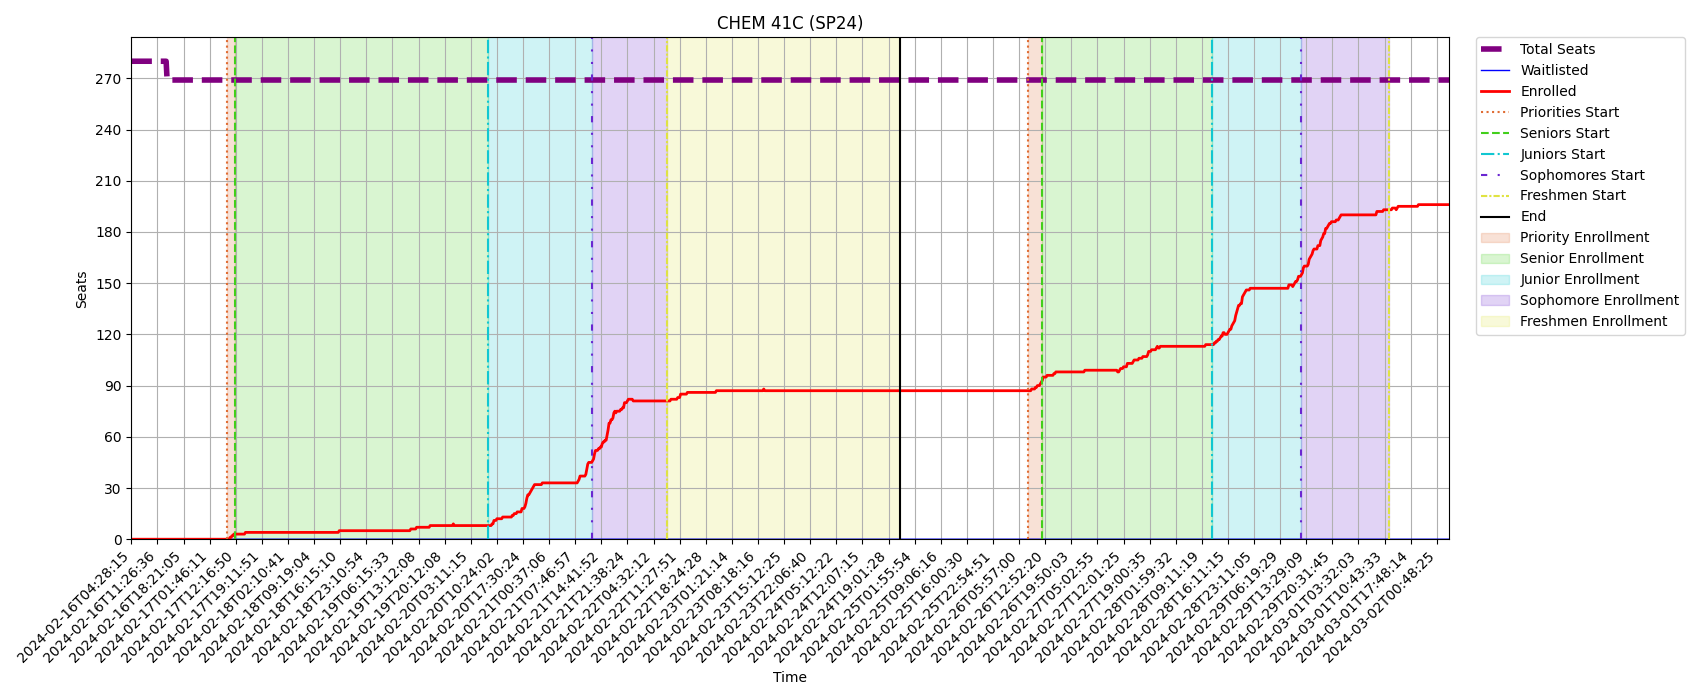 CHEM 41C (SP24)
Seats
270
240
210
180
150
120
90
60
30
0
2024-02-16T04:28:15
2024-02-16T11:26:36
2024-02-16T18:21:05
2024-02-17T01:46:11
2024-02-17T12:16:50
2024-02-17T19:11:51
2024-02-18T02:10:41
2024-02-18T09:19:04
2024-02-18T16:15:10
2024-02-18T23:10:54
2024-02-19T06:15:33
2024-02-19T13:12:08
2024-02-19T20:12:08
2024-02-20T03:11:15
2024-02-20T10:24:02
2024-02-20T17:30:24
2024-02-21T00:37:06
2024-02-21T07:46:57
2024-02-21T14:41:52
2024-02-21T21:38:24
2024-02-22T04:32:12
2024-02-22T11:27:51
2024-02-22T18:24:28
2024-02-23T01:21:14
2024-02-23T08:18:16
2024-02-23T15:12:25
2024-02-23T22:06:40
2024-02-24T05:12:22
2024-02-24T12:07:15
2024-02-24T19:01:28
2024-02-25T01:55:54
2024-02-25T09:06:16
2024-02-25T16:00:30
2024-02-25T22:54:51
2024-02-26T05:57:00
2024-02-26T12:52:20
2024-02-26T19:50:03
2024-02-27T05:02:55
2024-02-27T12:01:25
2024-02-27T19:00:35
2024-02-28T01:59:32
2024-02-28T09:11:19
2024-02-28T16:11:15
2024-02-28T23:11:05
2024-02-29T06:19:29
2024-02-29T13:29:09
2024-02-29T20:31:45
2024-03-01T03:32:03
2024-03-01T10:43:33
2024-03-01T17:48:14
2024-03-02T00:48:25
Time
Total Seats
Waitlisted
Enrolled
Priorities Start
Seniors Start
Juniors Start
Sophomores Start
Freshmen Start
End
Priority Enrollment
Senior Enrollment
Junior Enrollment
Sophomore Enrollment
Freshmen Enrollment